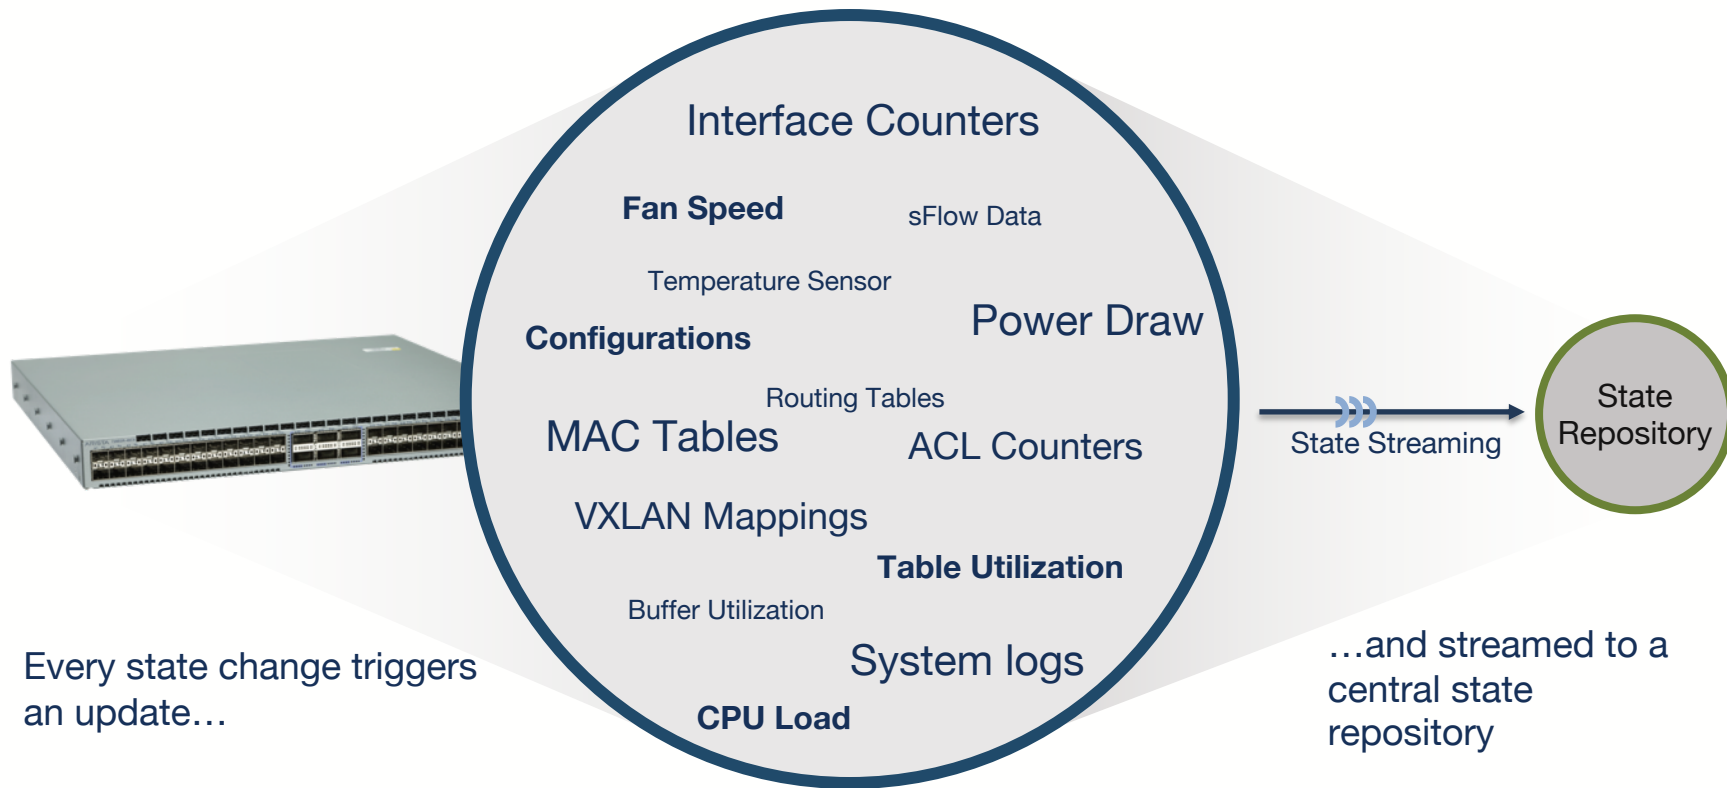 Interface Counters
Fan Speed
sFlow Data
Temperature Sensor
Power Draw
Configurations
Routing Tables
MAC Tables
ACL Counters
VXLAN Mappings
Table Utilization
Buffer Utilization
System logs
CPU Load
Every state change triggers
an update…
State Streaming
State
Repository
…and streamed to a
central state
repository